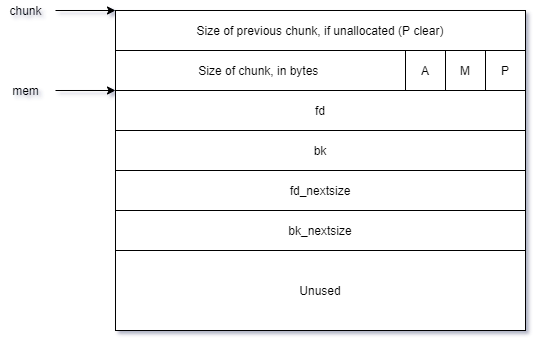 chunk
Size of previous chunk, if unallocated (P clear)
Size of chunk, in bytes A M P
mem
fd
bk
fd_nextsize
bk_nextsize
Unused